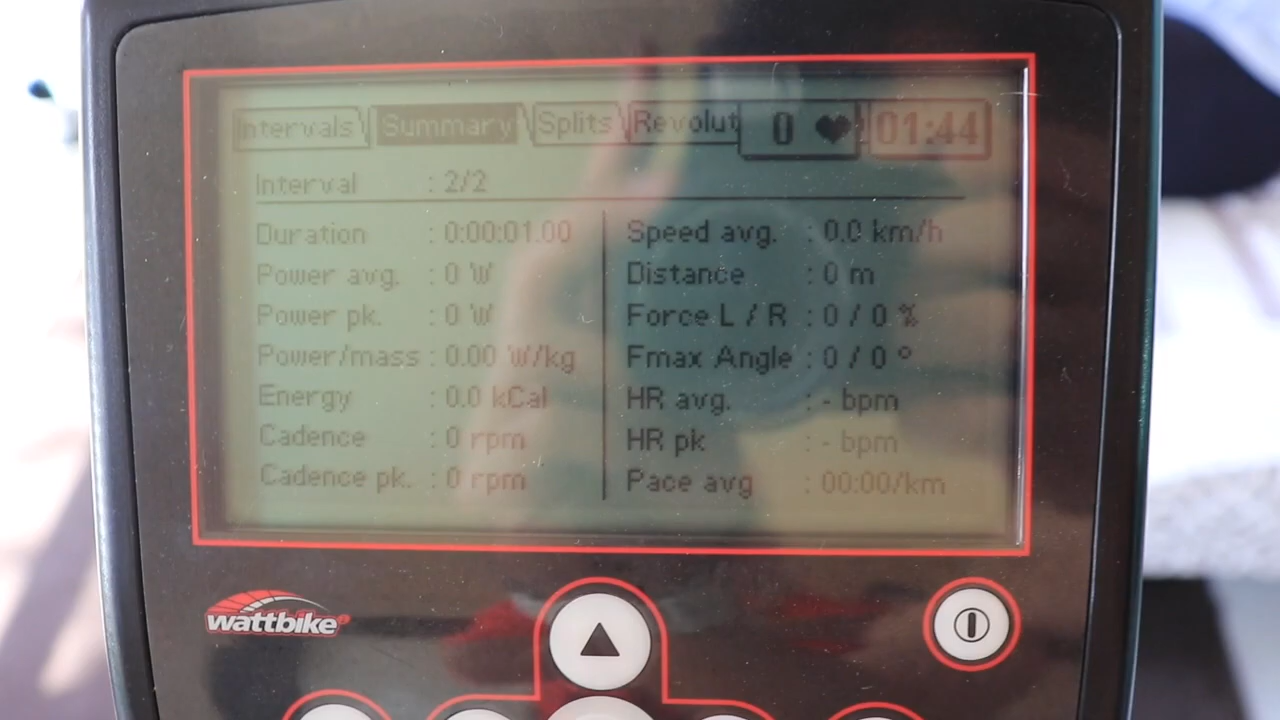 Intervals Summary Splits Revolut 0 01:44
Interval : 2/2
Duration : 0:00:01.00
Power avg. : 0 W
Power pk. : 0 W
Power/mass : 0.00 W/kg
Energy : 0.0 kCal
Cadence : 0 rpm
Cadence pk. : 0 rpm
Speed avg. : 0.0 km/h
Distance : 0 m
Force L / R : 0 / 0 %
Fmax Angle : 0 / 0 °
HR avg. : - bpm
HR pk : - bpm
Pace avg : 00:00/km
wattbike